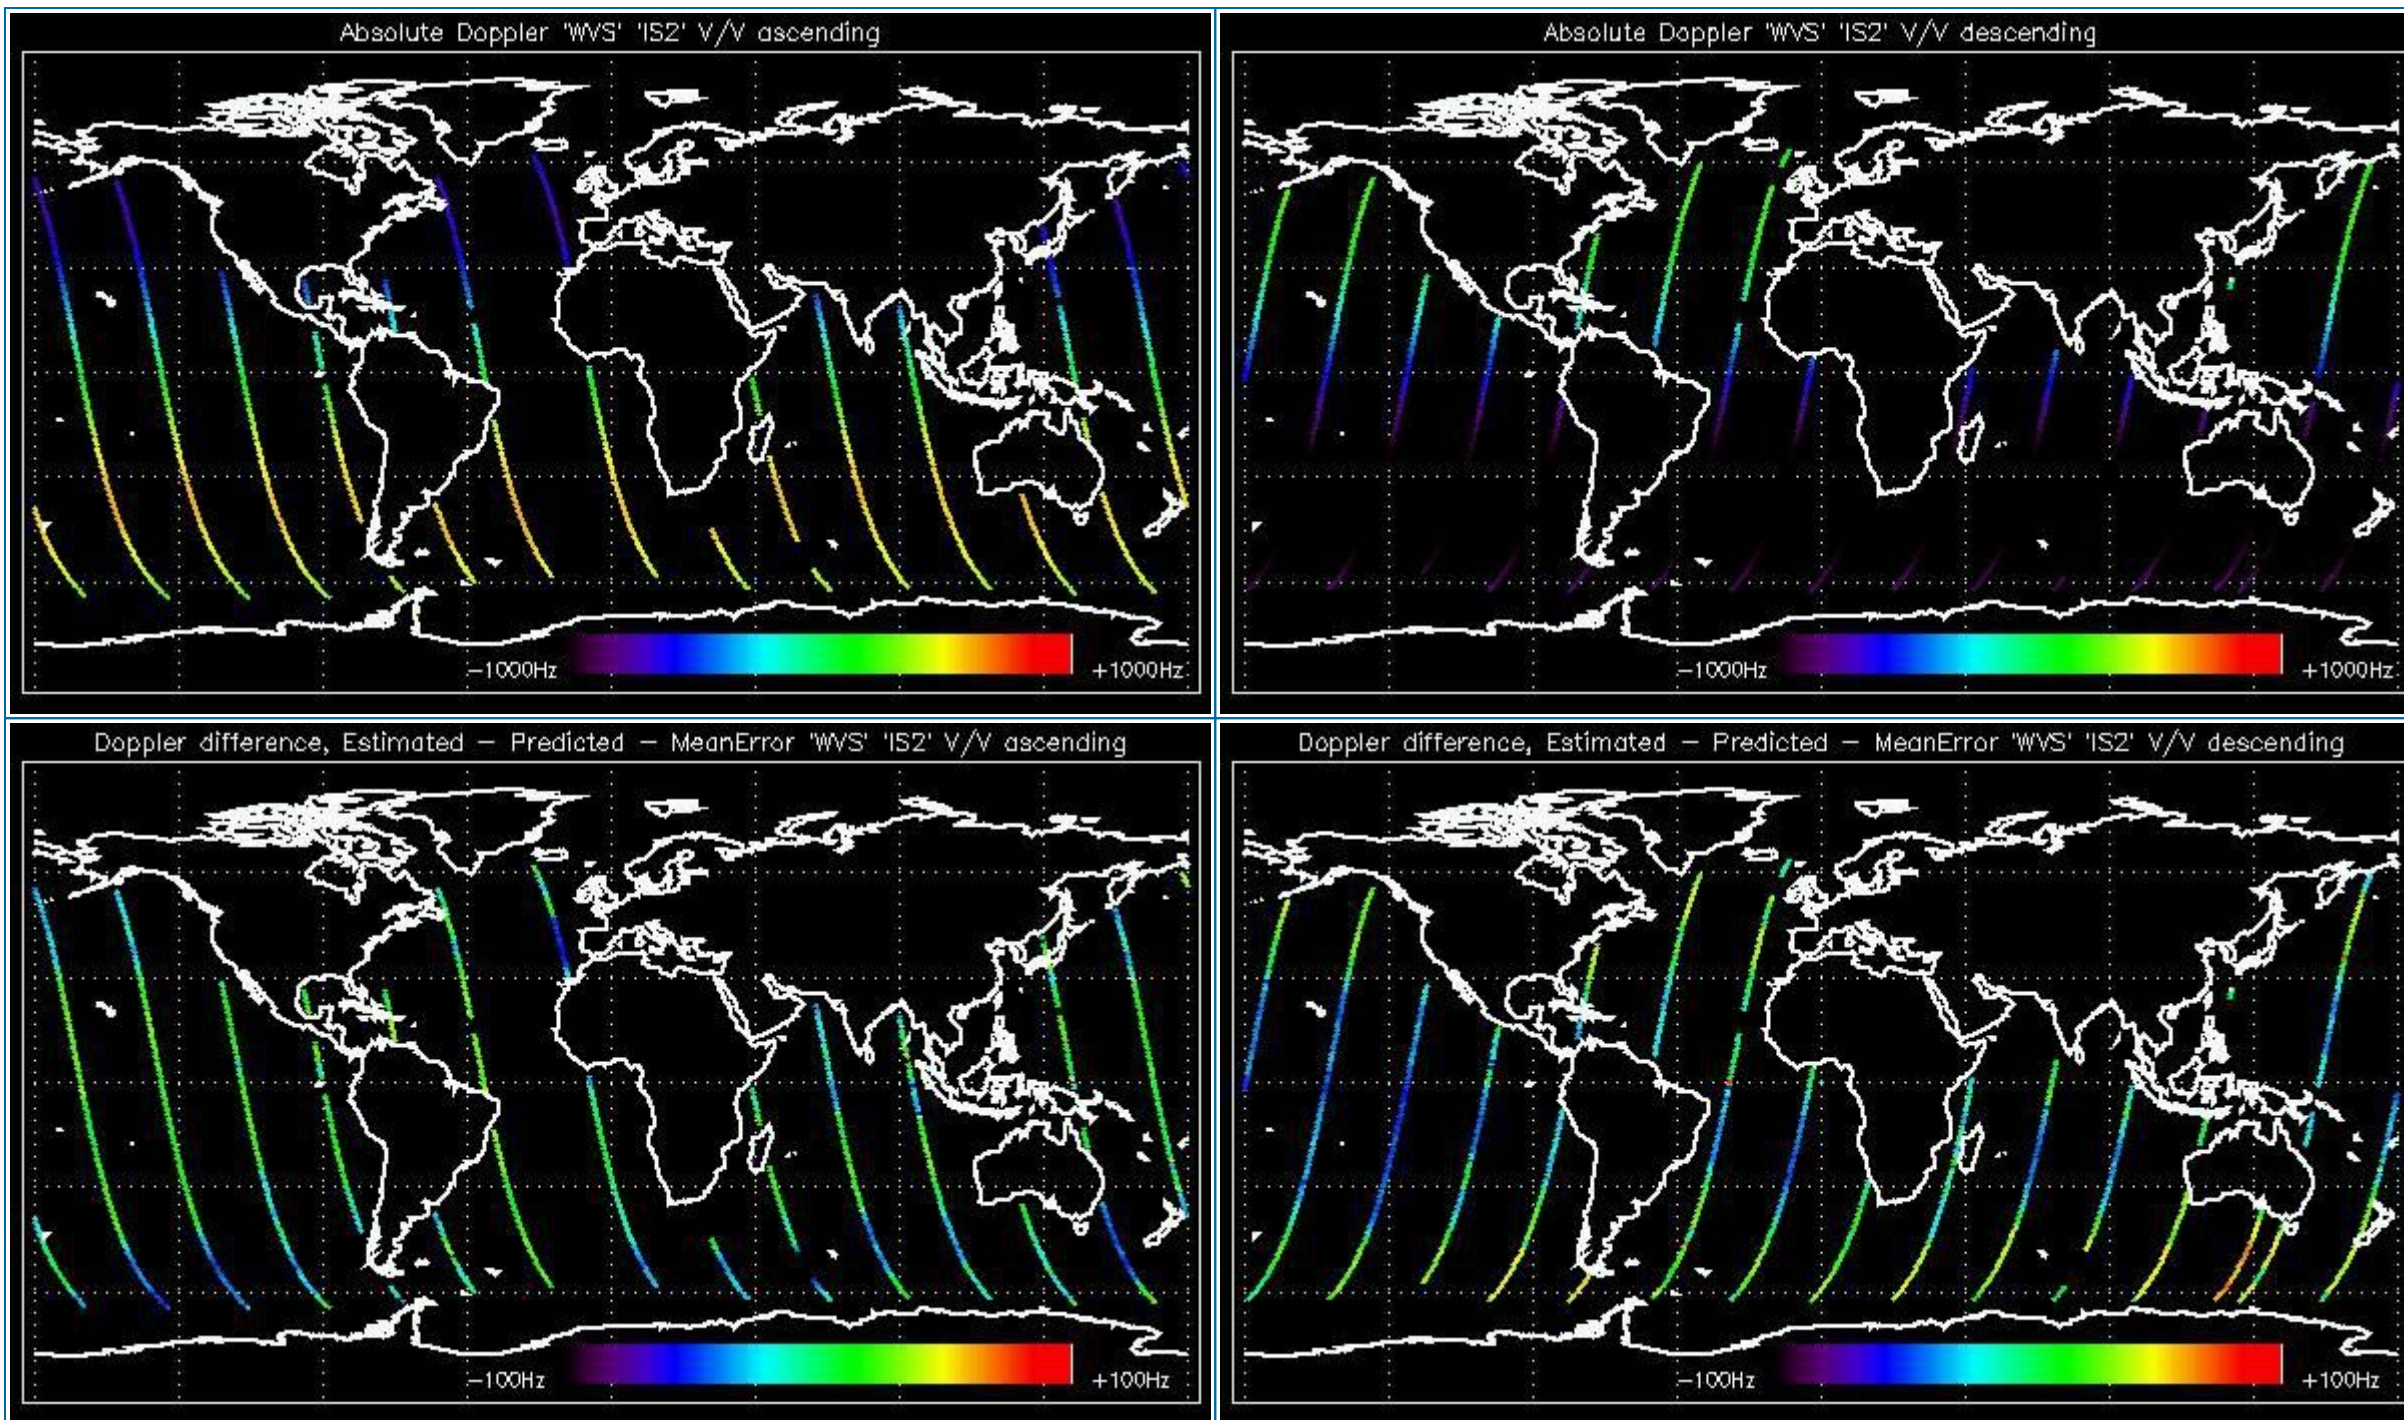 Absolute Doppler 'WVS' 'IS2' V/V ascending
-1000Hz +1000Hz
Absolute Doppler 'WVS' 'IS2' V/V descending
-1000Hz +1000Hz
Doppler difference, Estimated - Predicted - MeanError 'WVS' 'IS2' V/V ascending
-100Hz +100Hz
Doppler difference, Estimated - Predicted - MeanError 'WVS' 'IS2' V/V descending
-100Hz +100Hz